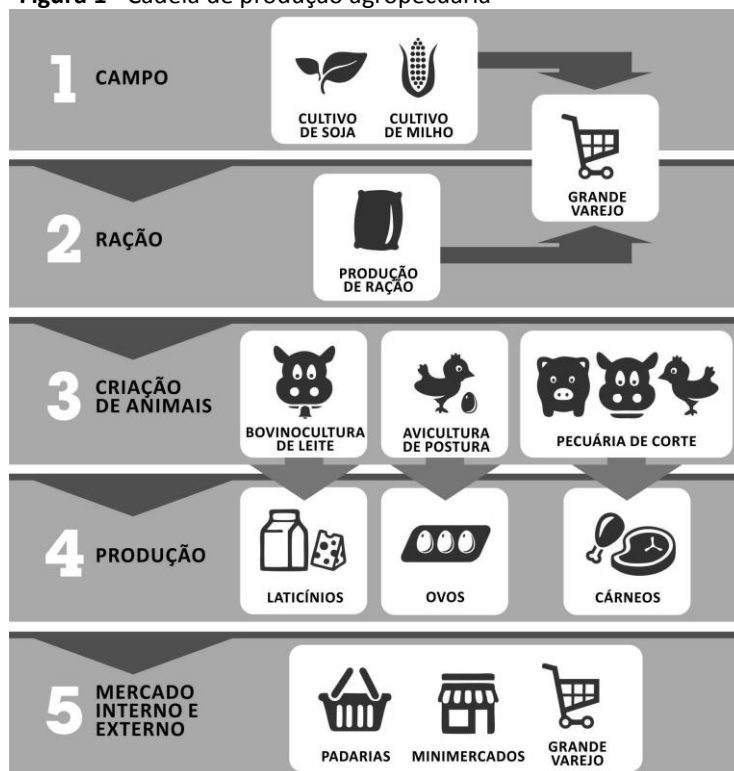 Figura 1 - Cadeia de produção agropecuária
1 CAMPO
CULTIVO
DE SOJA
CULTIVO
DE MILHO
GRANDE
VAREJO
2 RAÇÃO
PRODUÇÃO
DE RAÇÃO
3 CRIAÇÃO
DE ANIMAIS
BOVINOCULTURA
DE LEITE
AVICULTURA
DE POSTURA
PECUÁRIA DE CORTE
4 PRODUÇÃO
LATICÍNIOS
OVOS
CÁRNEOS
5 MERCADO
INTERNO E
EXTERNO
PADARIAS
MINIMERCADOS
GRANDE
VAREJO